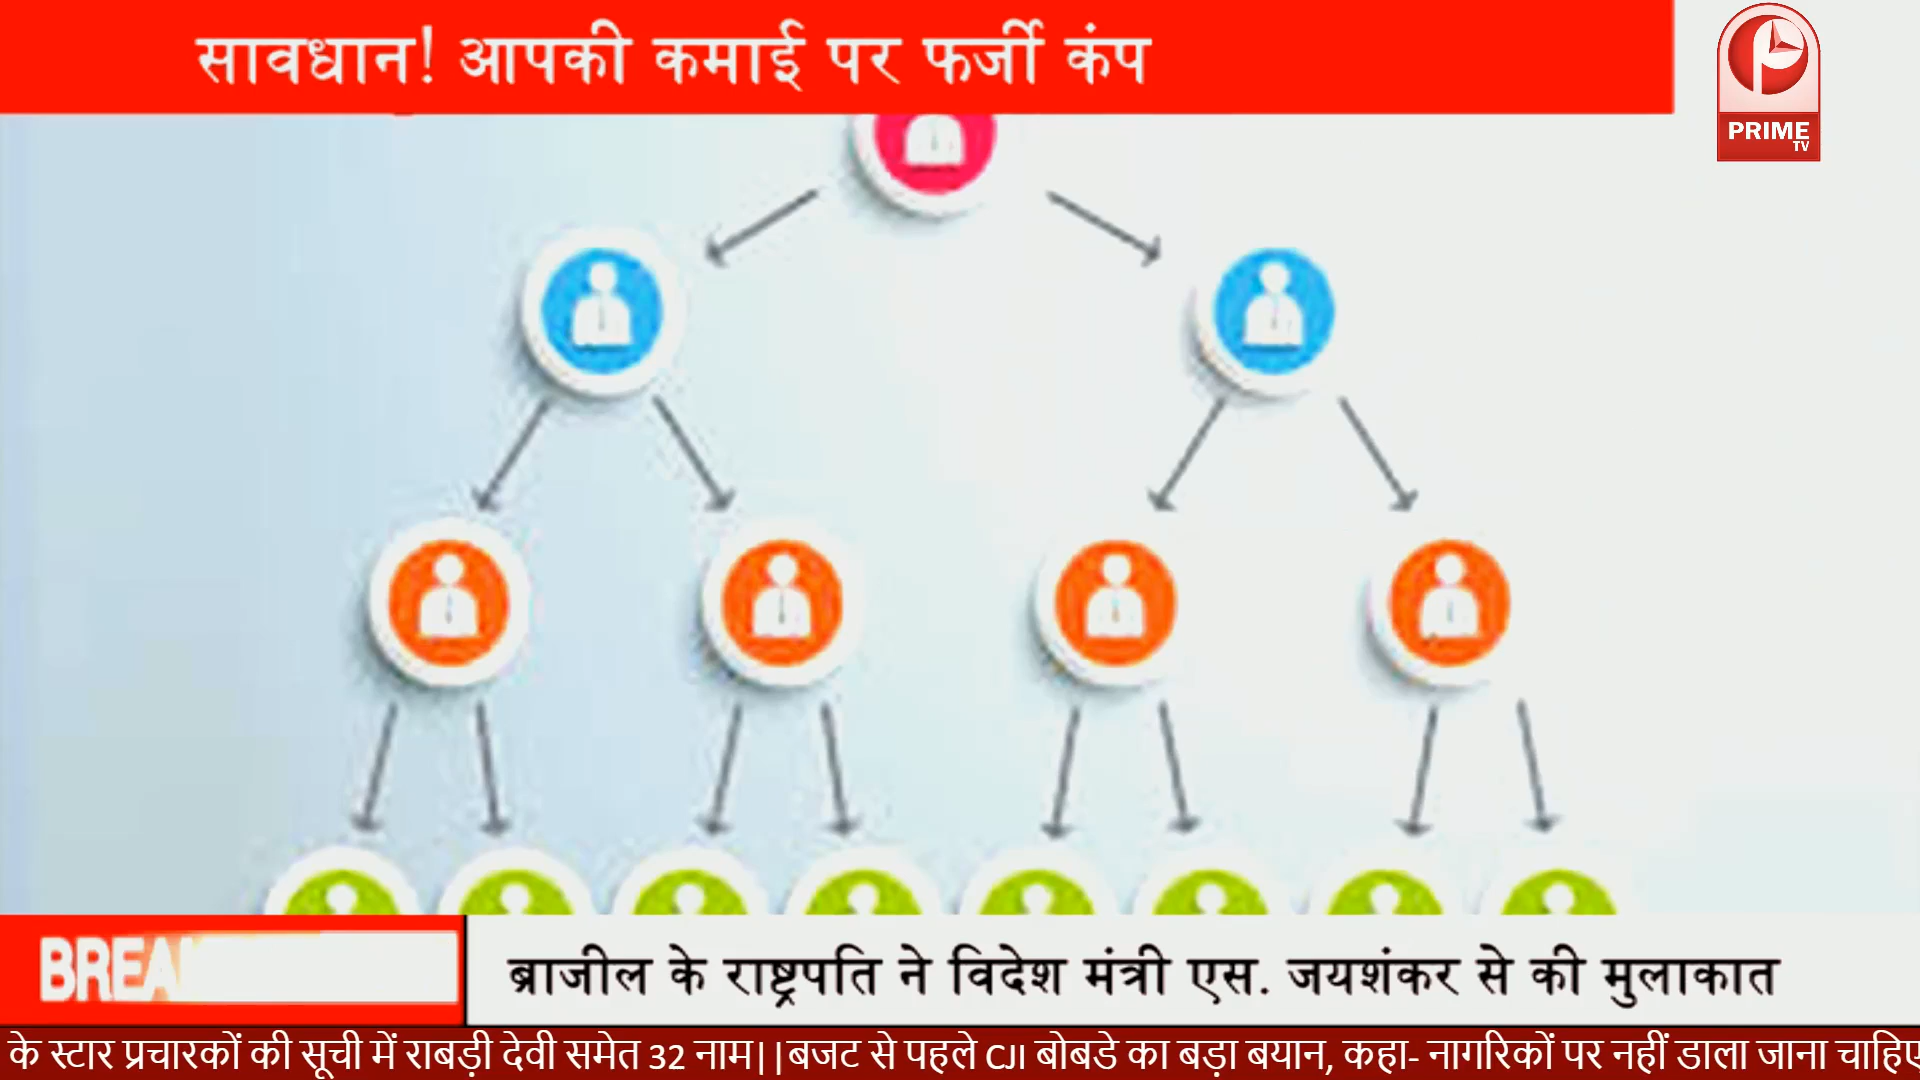 सावधान! आपकी कमाई पर फर्जी कंप
PRIME
TV
BREA
ब्राजील के राष्ट्रपति ने विदेश मंत्री एस. जयशंकर से की मुलाकात
के स्टार प्रचारकों की सूची में राबड़ी देवी समेत 32 नाम||बजट से पहले CJI बोबडे का बड़ा बयान, कहा- नागरिकों पर नहीं डाला जाना चाहिए